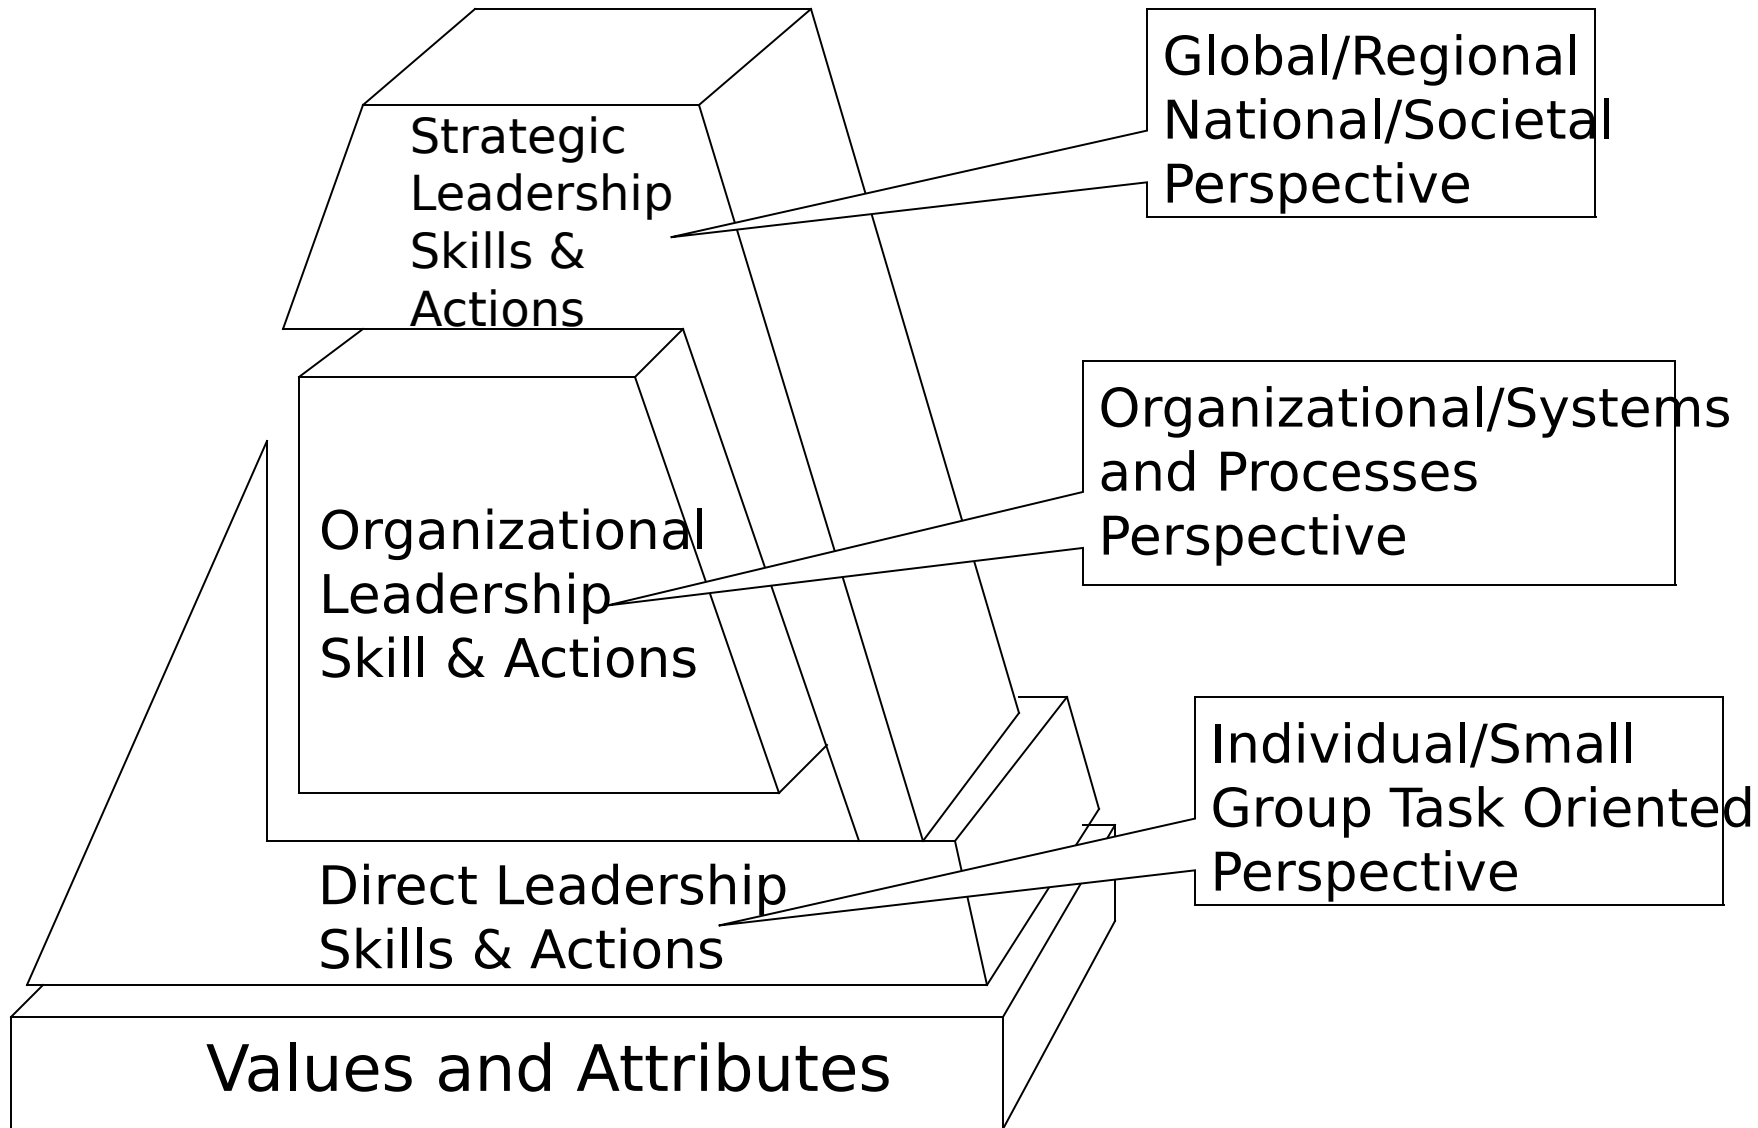 Strategic
Leadership
Skills &
Actions
Global/Regional
National/Societal
Perspective
Organizational
Leadership
Skill & Actions
Organizational/Systems
and Processes
Perspective
Direct Leadership
Skills & Actions
Individual/Small
Group Task Oriented
Perspective
Values and Attributes